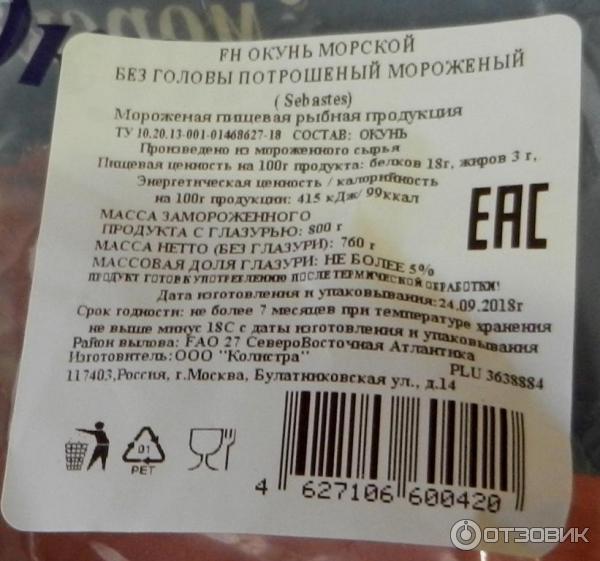 FH ОКУНЬ МОРСКОЙ
БЕЗ ГОЛОВЫ ПОТРОШЕНЫЙ МОРОЖЕНЫЙ
( Sebastes)
Мороженая пищевая рыбная продукция
ТУ 10.20.13-001-01468627-18 СОСТАВ: ОКУНЬ
Произведено из мороженного сырья
Пищевая ценность на 100г продукта: белков 18г, жиров 3 г,
Энергетическая ценность / калорийность
на 100г продукции: 415 кДж/ 99ккал
МАССА ЗАМОРОЖЕННОГО
ПРОДУКТА С ГЛАЗУРЬЮ: 800 г
МАССА НЕТТО (БЕЗ ГЛАЗУРИ): 760 г
МАССОВАЯ ДОЛЯ ГЛАЗУРИ: НЕ БОЛЕЕ 5%
ПРОДУКТ ГОТОВ К УПОТРЕБЛЕНИЮ ПОСЛЕ ТЕРМИЧЕСКОЙ ОБРАБОТКИ!
Дата изготовления и упаковывания:24.09.2018г
Срок годности: не более 7 месяцев при температуре хранения
не выше минус 18С с даты изготовления и упаковывания
Район вылова: FAO 27 СевероВосточная Атлантика
Изготовитель:ООО "Колистра"
PLU 3638884
117403,Россия, г.Москва, Булатниковская ул., д.14
EAC
01
PET
4 627106 600420
ОТЗОВИК